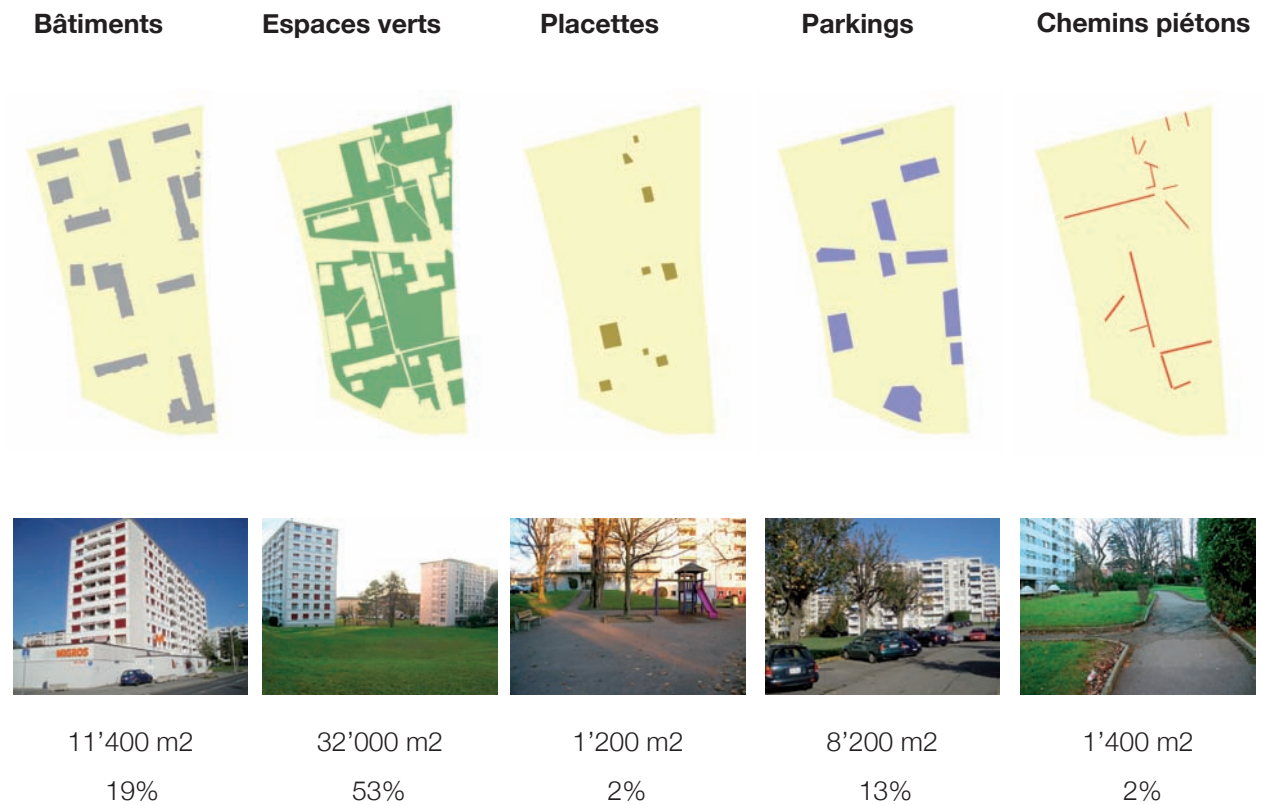 Bâtiments
Espaces verts
Placettes
Parkings
Chemins piétons
MIGROS
M
11’400 m2
32’000 m2
1’200 m2
8’200 m2
1’400 m2
19%
53%
2%
13%
2%